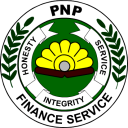 PNP
HONESTY
SERVICE
INTEGRITY
FINANCE SERVICE